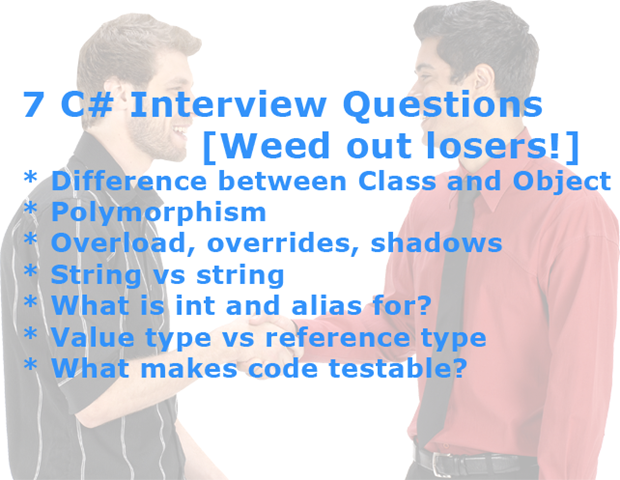 7 C# Interview Questions
[Weed out losers!]
* Difference between Class and Object
* Polymorphism
* Overload, overrides, shadows
* String vs string
* What is int and alias for?
* Value type vs reference type
* What makes code testable?